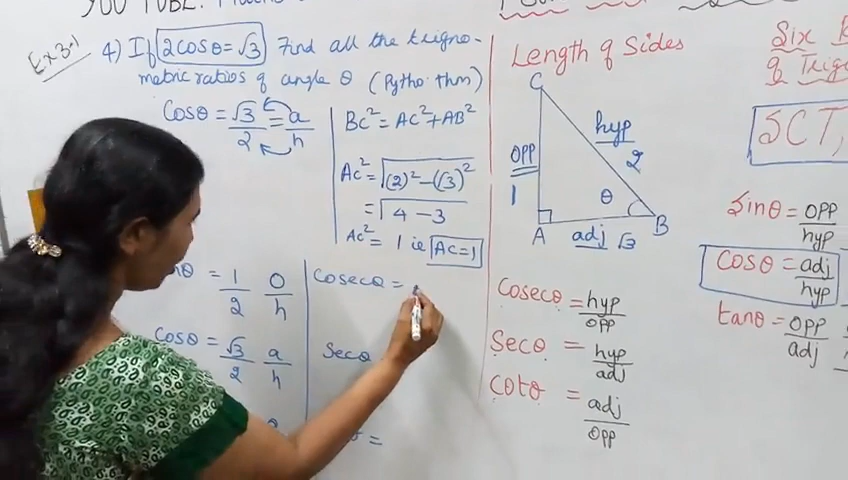 YOU TUBE:
Ex 3.1
4) If 2cosθ = √3 Find all the trigno-
metric ratios of angle θ (Pytho. thm)
Cosθ = √3/2 = a/h
BC² = AC² + AB²
AC² = √(2)² - (√3)²
= √4 - 3
AC² = 1 ie AC = 1
θ = 1/2 O/h
Cosθ = √3/2 a/h
Cosecθ =
Secθ
=
Length of Sides
C
hyp
2
OPP
1
θ
A
adj √3
B
Cosecθ = hyp/OPP
Secθ = hyp/adj
Cotθ = adj/OPP
Six
of Trig
SCT,
Sinθ = OPP/hyp
Cosθ = adj/hyp
tanθ = OPP/adj